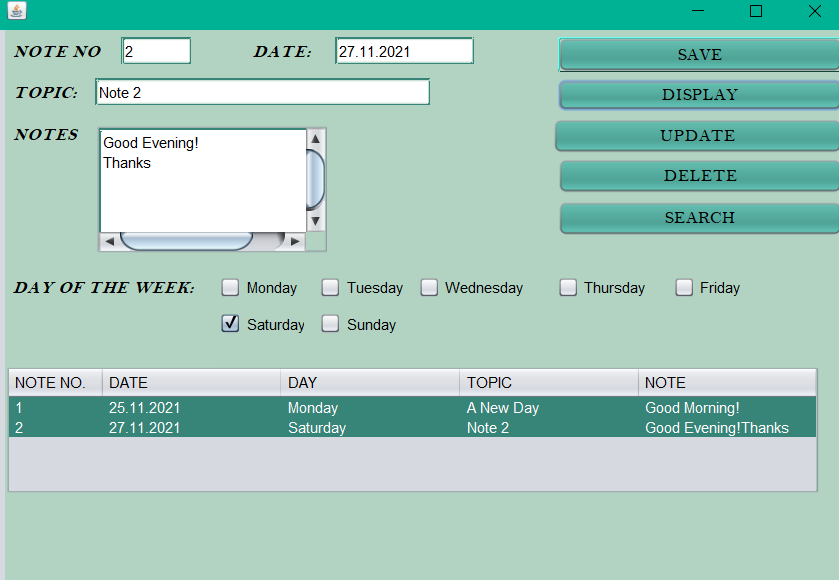 NOTE NO 2 DATE: 27.11.2021 SAVE
TOPIC: Note 2 DISPLAY
NOTES Good Evening! UPDATE
Thanks
DELETE
SEARCH
DAY OF THE WEEK: Monday Tuesday Wednesday Thursday Friday
Saturday Sunday
NOTE NO. DATE DAY TOPIC NOTE
1 25.11.2021 Monday A New Day Good Morning!
2 27.11.2021 Saturday Note 2 Good Evening!Thanks